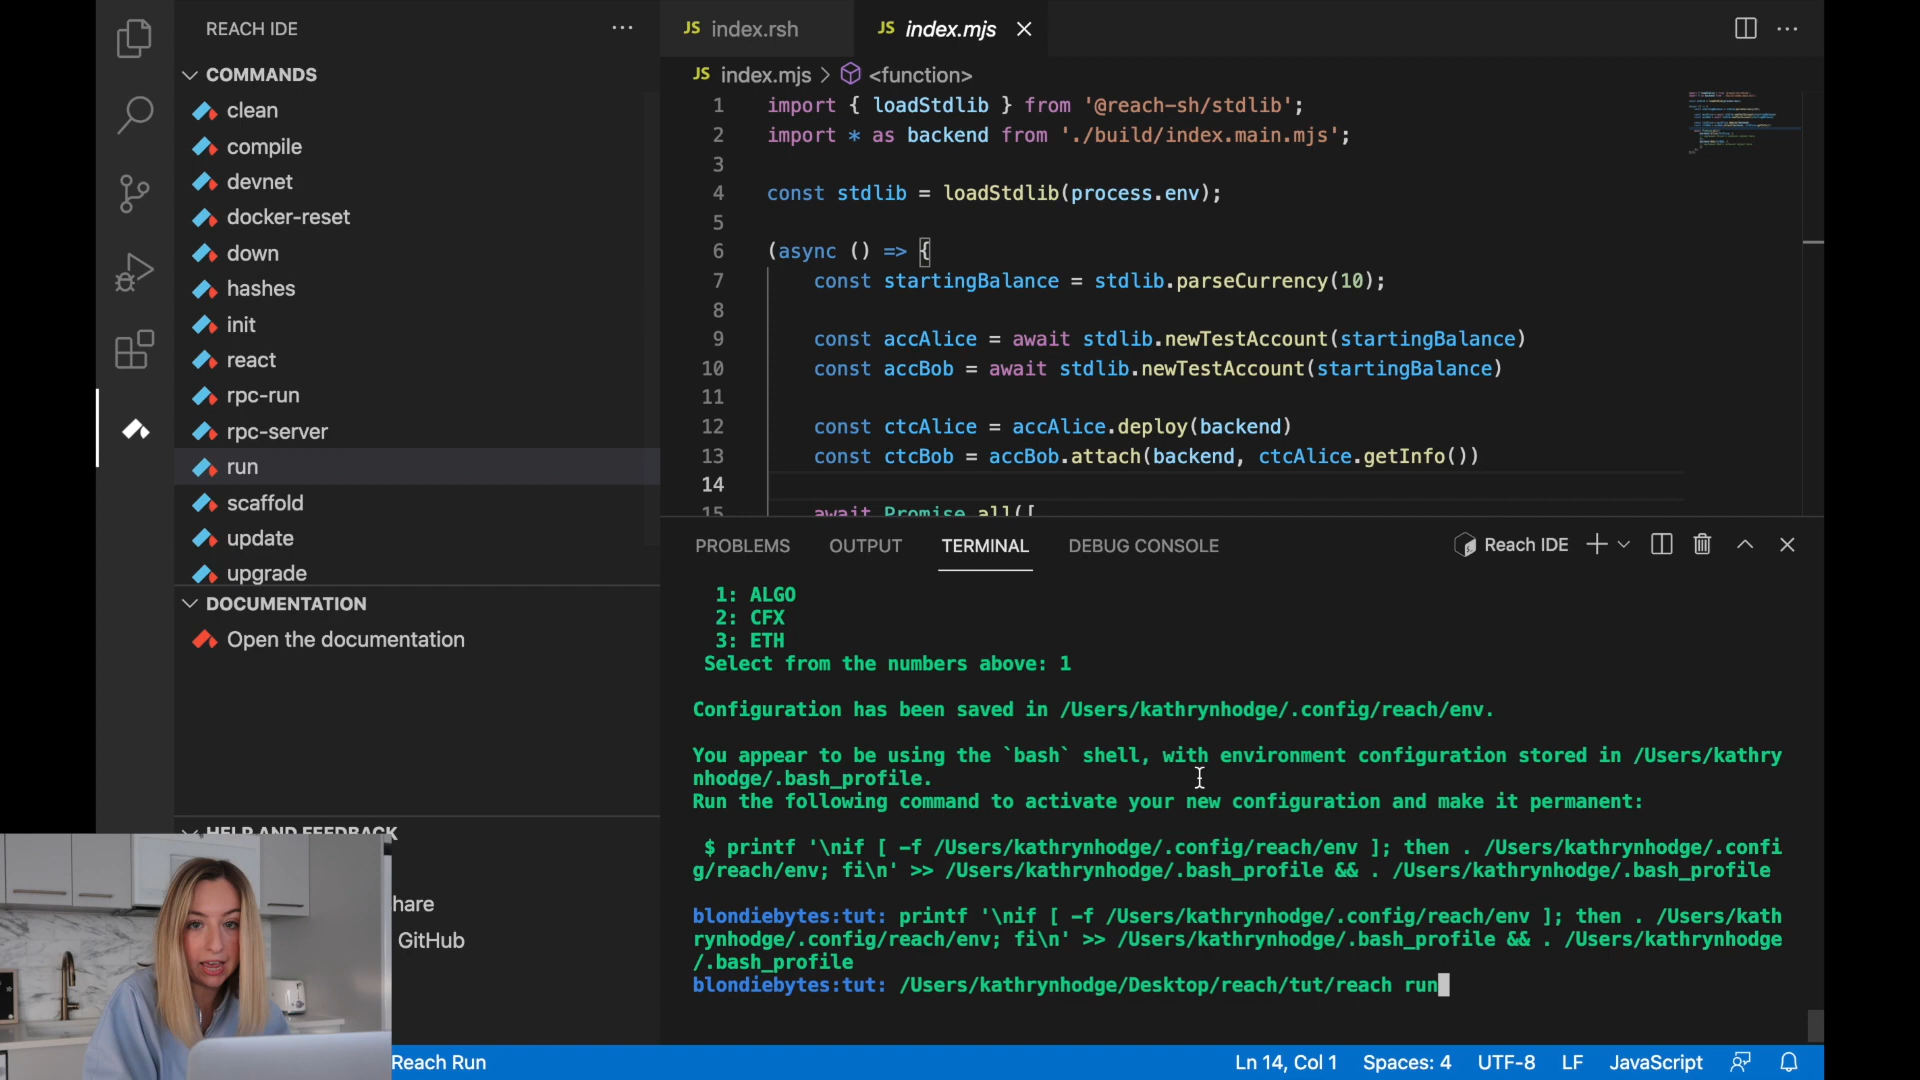 REACH IDE
COMMANDS
clean
compile
devnet
docker-reset
down
hashes
init
react
rpc-run
rpc-server
run
scaffold
update
upgrade
DOCUMENTATION
Open the documentation
HELP AND FEEDBACK
hare
GitHub
JS index.rsh
JS index.mjs
JS index.mjs > <function>
1 import { loadStdlib } from '@reach-sh/stdlib';
2 import * as backend from './build/index.main.mjs';
3
4 const stdlib = loadStdlib(process.env);
5
6 (async () => {
7 const startingBalance = stdlib.parseCurrency(10);
8
9 const accAlice = await stdlib.newTestAccount(startingBalance)
10 const accBob = await stdlib.newTestAccount(startingBalance)
11
12 const ctcAlice = accAlice.deploy(backend)
13 const ctcBob = accBob.attach(backend, ctcAlice.getInfo())
14
15 await Promise.all([
PROBLEMS OUTPUT TERMINAL DEBUG CONSOLE Reach IDE
1: ALGO
2: CFX
3: ETH
Select from the numbers above: 1
Configuration has been saved in /Users/kathrynhodge/.config/reach/env.
You appear to be using the `bash` shell, with environment configuration stored in /Users/kathry
nhodge/.bash_profile.
Run the following command to activate your new configuration and make it permanent:
$ printf '\nif [ -f /Users/kathrynhodge/.config/reach/env ]; then . /Users/kathrynhodge/.confi
g/reach/env; fi\n' >> /Users/kathrynhodge/.bash_profile && . /Users/kathrynhodge/.bash_profile
blondiebytes:tut: printf '\nif [ -f /Users/kathrynhodge/.config/reach/env ]; then . /Users/kath
rynhodge/.config/reach/env; fi\n' >> /Users/kathrynhodge/.bash_profile && . /Users/kathrynhodge
/.bash_profile
blondiebytes:tut: /Users/kathrynhodge/Desktop/reach/tut/reach run
Reach Run
Ln 14, Col 1 Spaces: 4 UTF-8 LF JavaScript